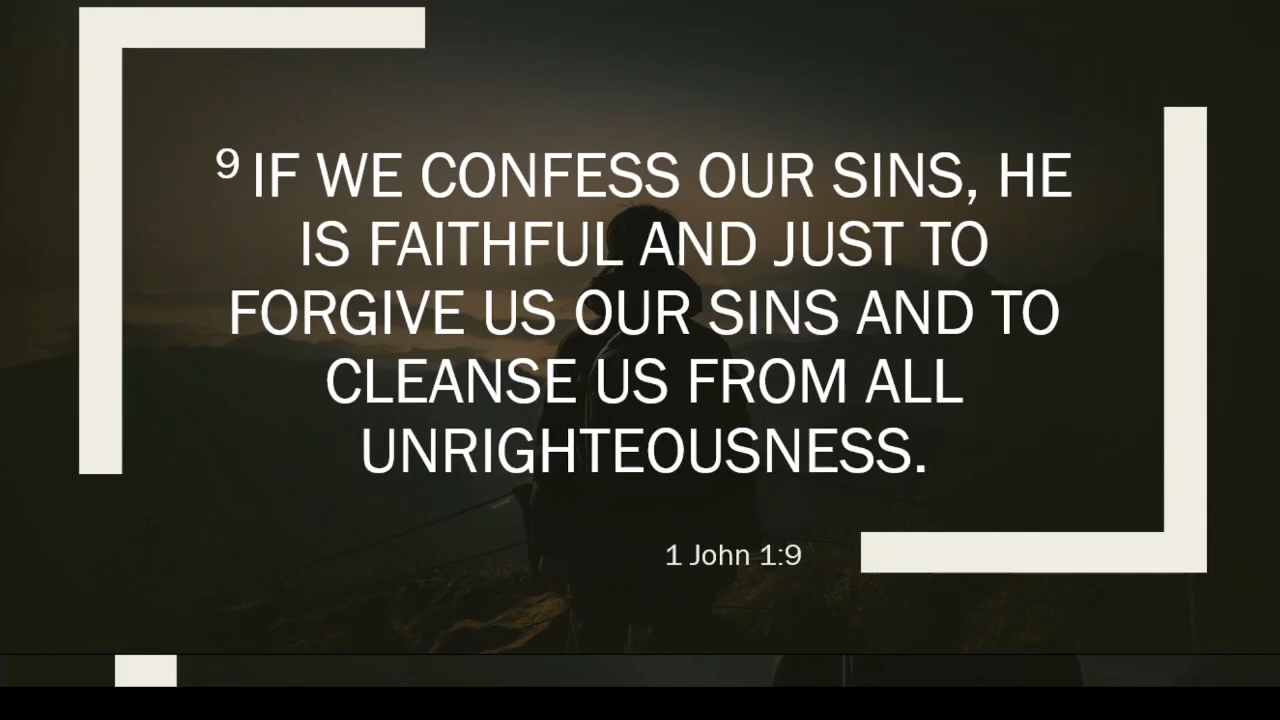 ⁹ IF WE CONFESS OUR SINS, HE
IS FAITHFUL AND JUST TO
FORGIVE US OUR SINS AND TO
CLEANSE US FROM ALL
UNRIGHTEOUSNESS.
1 John 1:9